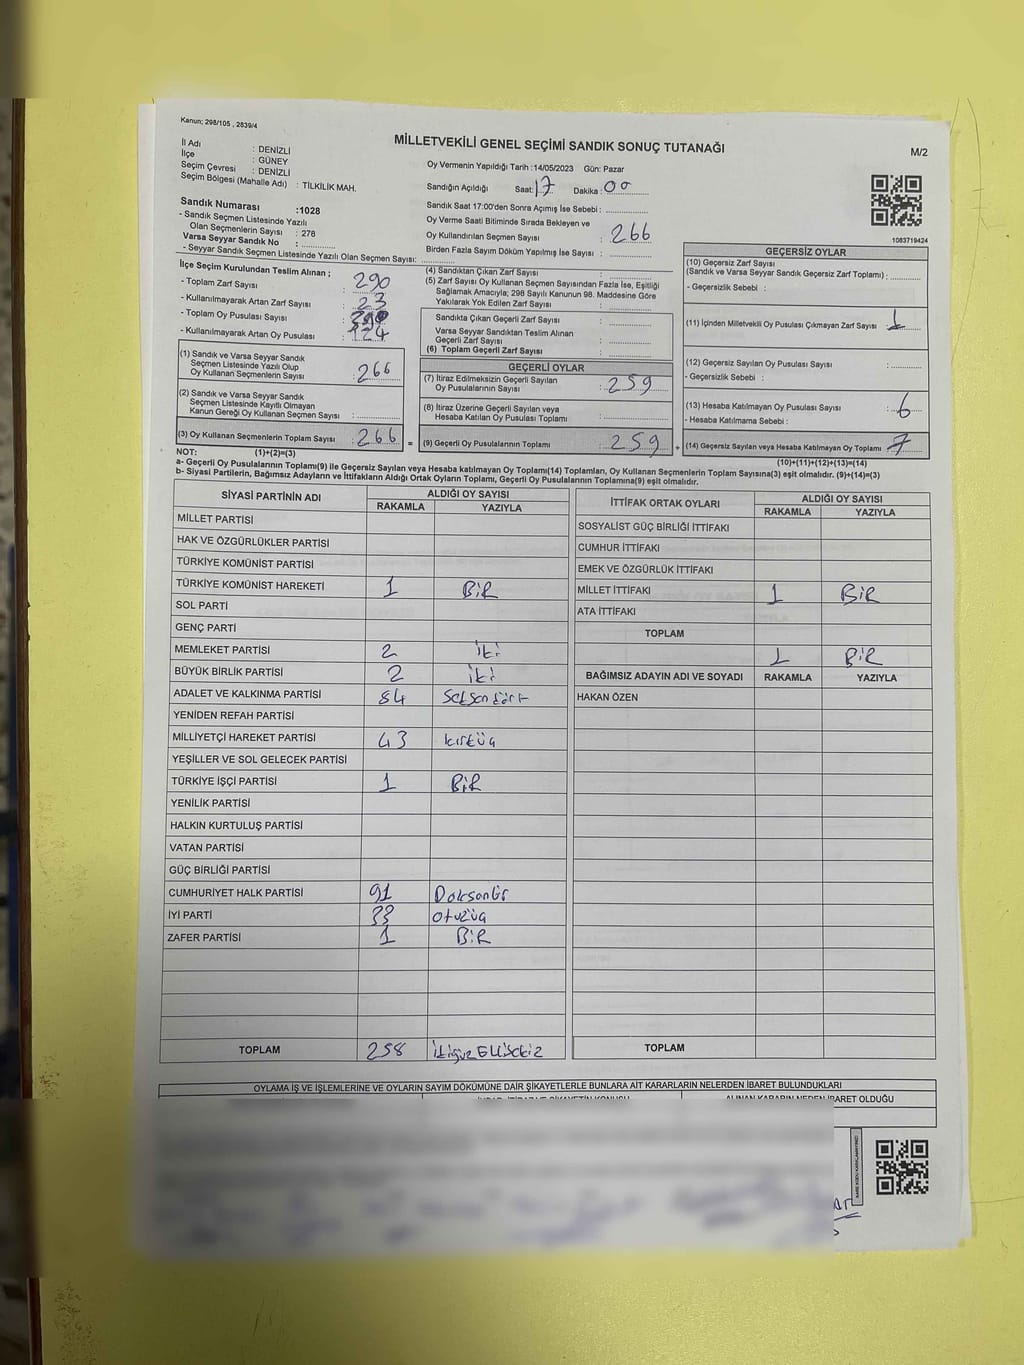 Kanun; 298/105 , 2839/4
MİLLETVEKİLİ GENEL SEÇİMİ SANDIK SONUÇ TUTANAĞI
M/2
İl Adı : DENİZLİ
İlçe : GÜNEY
Seçim Çevresi : DENİZLİ
Seçim Bölgesi (Mahalle Adı) : TİLKİLİK MAH.
Sandık Numarası :1028
- Sandık Seçmen Listesinde Yazılı
Olan Seçmenlerin Sayısı : 278
Varsa Seyyar Sandık No :
- Seyyar Sandık Seçmen Listesinde Yazılı Olan Seçmen Sayısı:
Oy Vermenin Yapıldığı Tarih :14/05/2023 Gün: Pazar
Sandığın Açıldığı Saat: 17 Dakika : 00
Sandık Saat 17:00'den Sonra Açımış İse Sebebi :
Oy Verme Saati Bitiminde Sırada Bekleyen ve
Oy Kullandırılan Seçmen Sayısı : 266
Birden Fazla Sayım Döküm Yapılmış İse Sayısı :
1083719424
İlçe Seçim Kurulundan Teslim Alınan ;
- Toplam Zarf Sayısı : 290
- Kullanılmayarak Artan Zarf Sayısı : 23
- Toplam Oy Pusulası Sayısı :
- Kullanılmayarak Artan Oy Pusulası : 124
(1) Sandık ve Varsa Seyyar Sandık
Seçmen Listesinde Yazılı Olup
Oy Kullanan Seçmenlerin Sayısı : 266
(2) Sandık ve Varsa Seyyar Sandık
Seçmen Listesinde Kayıtlı Olmayan
Kanun Gereği Oy Kullanan Seçmen Sayısı :
(3) Oy Kullanan Seçmenlerin Toplam Sayısı : 266 =
(4) Sandıktan Çıkan Zarf Sayısı :
(5) Zarf Sayısı Oy Kullanan Seçmen Sayısından Fazla İse, Eşitliği
Sağlamak Amacıyla; 298 Sayılı Kanunun 98. Maddesine Göre
Yakılarak Yok Edilen Zarf Sayısı :
Sandıkta Çıkan Geçerli Zarf Sayısı :
Varsa Seyyar Sandıktan Teslim Alınan
Geçerli Zarf Sayısı :
(6) Toplam Geçerli Zarf Sayısı :
GEÇERLİ OYLAR
(7) İtiraz Edilmeksizin Geçerli Sayılan
Oy Pusulalarının Sayısı : 259
(8) İtiraz Üzerine Geçerli Sayılan veya
Hesaba Katılan Oy Pusulası Toplamı :
(9) Geçerli Oy Pusulalarının Toplamı : 259 +
GEÇERSİZ OYLAR
(10) Geçersiz Zarf Sayısı
(Sandık ve Varsa Seyyar Sandık Geçersiz Zarf Toplamı) :
- Geçersizlik Sebebi :
(11) İçinden Milletvekili Oy Pusulası Çıkmayan Zarf Sayısı : 1
(12) Geçersiz Sayılan Oy Pusulası Sayısı :
- Geçersizlik Sebebi :
(13) Hesaba Katılmayan Oy Pusulası Sayısı : 6
- Hesaba Katılmama Sebebi :
(14) Geçersiz Sayılan veya Hesaba Katılmayan Oy Toplamı : 7
NOT: (1)+(2)=(3) (10)+(11)+(12)+(13)=(14)
a- Geçerli Oy Pusulalarının Toplamı(9) ile Geçersiz Sayılan veya Hesaba katılmayan Oy Toplamı(14) Toplamları, Oy Kullanan Seçmenlerin Toplam Sayısına(3) eşit olmalıdır. (9)+(14)=(3)
b- Siyasi Partilerin, Bağımsız Adayların ve İttifakların Aldığı Ortak Oyların Toplamı, Geçerli Oy Pusulalarının Toplamına(9) eşit olmalıdır.
SİYASİ PARTİNİN ADI ALDIĞI OY SAYISI
RAKAMLA YAZIYLA
MİLLET PARTİSİ
HAK VE ÖZGÜRLÜKLER PARTİSİ
TÜRKİYE KOMÜNİST PARTİSİ
TÜRKİYE KOMÜNİST HAREKETİ 1 BİR
SOL PARTİ
GENÇ PARTİ
MEMLEKET PARTİSİ 2 iki
BÜYÜK BİRLİK PARTİSİ 2 iki
ADALET VE KALKINMA PARTİSİ 84 Seksendört
YENİDEN REFAH PARTİSİ
MİLLİYETÇİ HAREKET PARTİSİ 43 kırküç
YEŞİLLER VE SOL GELECEK PARTİSİ
TÜRKİYE İŞÇİ PARTİSİ 1 BİR
YENİLİK PARTİSİ
HALKIN KURTULUŞ PARTİSİ
VATAN PARTİSİ
GÜÇ BİRLİĞİ PARTİSİ
CUMHURİYET HALK PARTİSİ 91 Doksanbir
İYİ PARTİ 33 otuzüç
ZAFER PARTİSİ 1 BİR
TOPLAM 258 ikiyüzEllisekiz
İTTİFAK ORTAK OYLARI ALDIĞI OY SAYISI
RAKAMLA YAZIYLA
SOSYALİST GÜÇ BİRLİĞİ İTTİFAKI
CUMHUR İTTİFAKI
EMEK VE ÖZGÜRLÜK İTTİFAKI
MİLLET İTTİFAKI 1 BİR
ATA İTTİFAKI
TOPLAM
1 BİR
BAĞIMSIZ ADAYIN ADI VE SOYADI RAKAMLA YAZIYLA
HAKAN ÖZEN
TOPLAM
OYLAMA İŞ VE İŞLEMLERİNE VE OYLARIN SAYIM DÖKÜMÜNE DAİR ŞİKAYETLERLE BUNLARA AİT KARARLARIN NELERDEN İBARET BULUNDUKLARI
ALINAN KARARIN NEDEN İBARET OLDUĞU